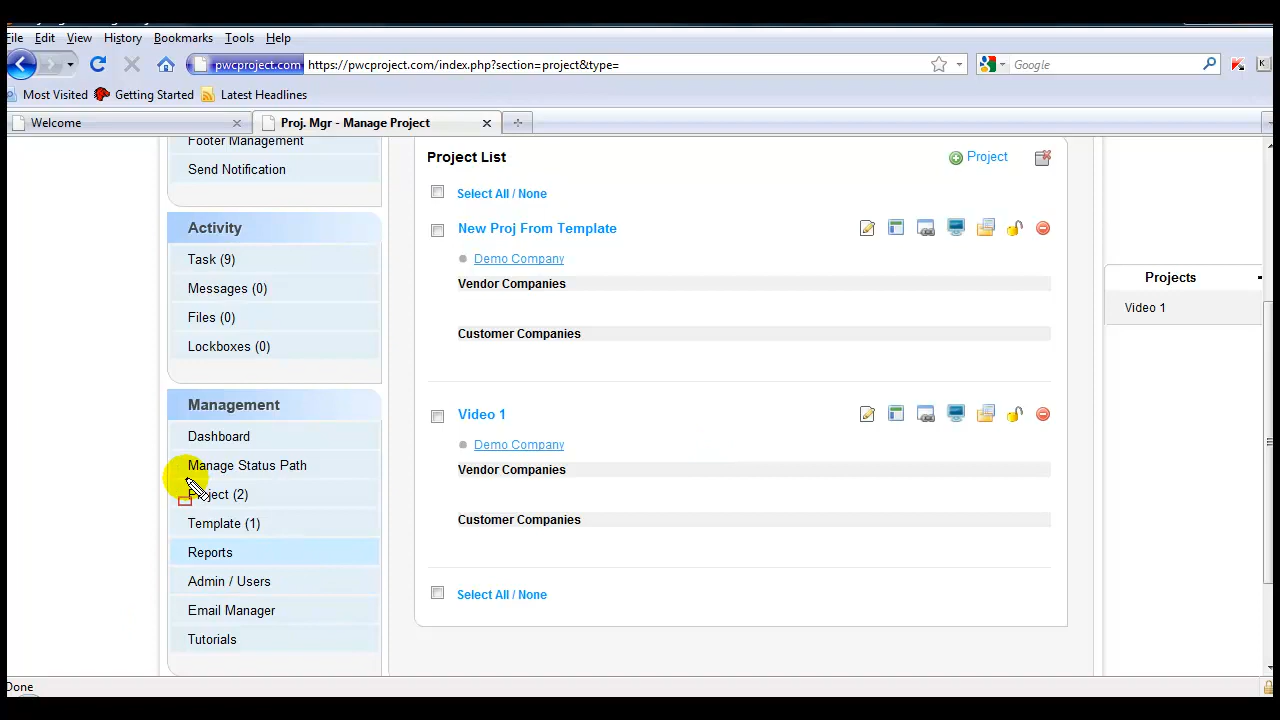 File Edit View History Bookmarks Tools Help
pwcproject.com https://pwcproject.com/index.php?section=project&type= Google
Most Visited Getting Started Latest Headlines
Welcome Proj. Mgr - Manage Project
Footer Management
Send Notification
Activity
Task (9)
Messages (0)
Files (0)
Lockboxes (0)
Management
Dashboard
Manage Status Path
Project (2)
Template (1)
Reports
Admin / Users
Email Manager
Tutorials
Project List Project
Select All / None
New Proj From Template
Demo Company
Vendor Companies
Customer Companies
Video 1
Demo Company
Vendor Companies
Customer Companies
Select All / None
Projects
Video 1
Done